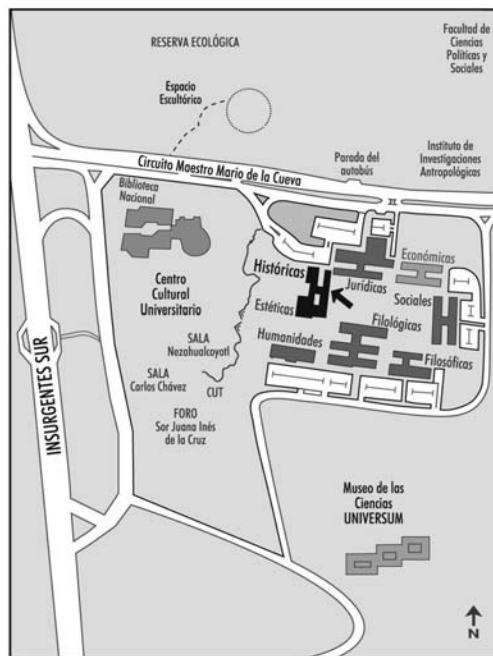 RESERVA ECOLÓGICA
Facultad de
Ciencias
Políticas y
Sociales
Espacio
Escultórico
Circuito Maestro Mario de la Cueva
Parada del
autobús
Instituto de
Investigaciones
Antropológicas
Biblioteca
Nacional
Históricas
Jurídicas
Económicas
Centro
Cultural
Universitario
Estéticas
Sociales
Filológicas
SALA
Nezahualcoyotl
Humanidades
Filosóficas
SALA
Carlos Chávez
CUT
FORO
Sor Juana Inés
de la Cruz
INSURGENTES SUR
Museo de las
Ciencias
UNIVERSUM
N